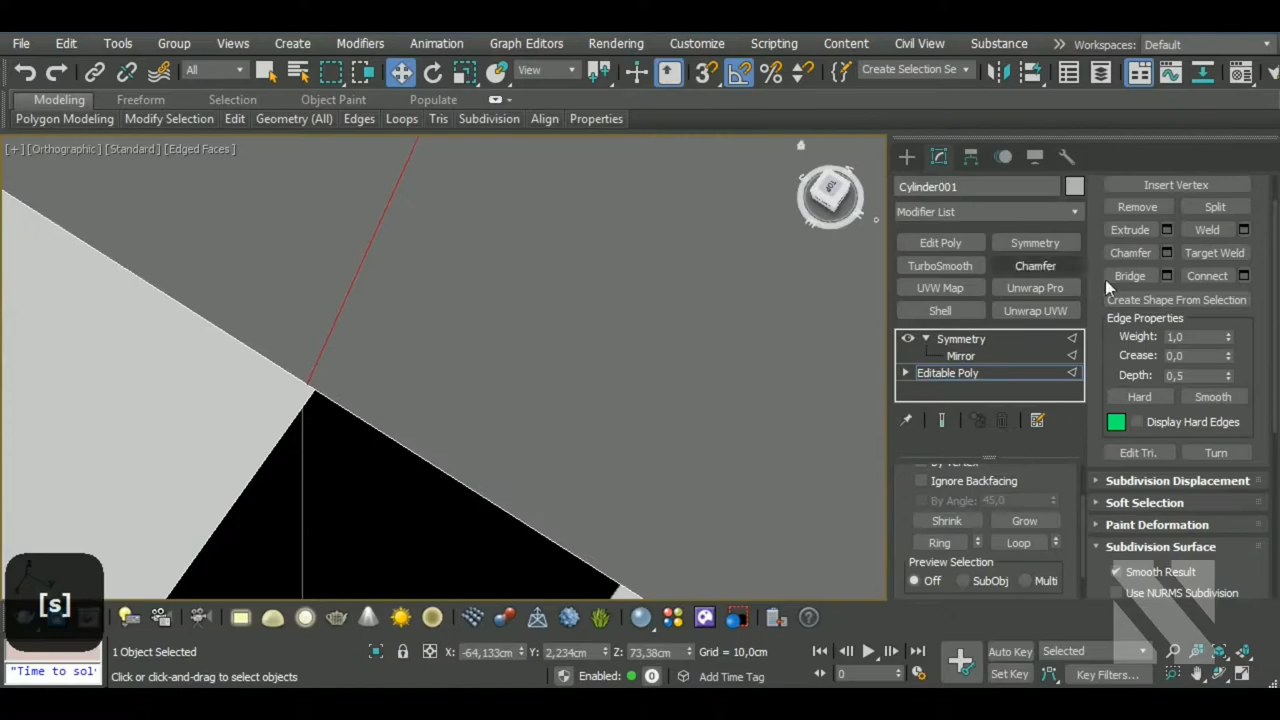 File Edit Tools Group Views Create Modifiers Animation Graph Editors Rendering Customize Scripting Content Civil View Substance Workspaces: Default
All View Create Selection Se
Modeling Freeform Selection Object Paint Populate
Polygon Modeling Modify Selection Edit Geometry (All) Edges Loops Tris Subdivision Align Properties
[+] [Orthographic] [Standard] [Edged Faces]
TOP
Cylinder001
Modifier List
Edit Poly Symmetry
TurboSmooth Chamfer
UVW Map Unwrap Pro
Shell Unwrap UVW
Symmetry
Mirror
Editable Poly
By Vertex
Ignore Backfacing
By Angle: 45,0
Shrink Grow
Ring Loop
Preview Selection
Off SubObj Multi
Insert Vertex
Remove Split
Extrude Weld
Chamfer Target Weld
Bridge Connect
Create Shape From Selection
Edge Properties
Weight: 1,0
Crease: 0,0
Depth: 0,5
Hard Smooth
Display Hard Edges
Edit Tri. Turn
Subdivision Displacement
Soft Selection
Paint Deformation
Subdivision Surface
Smooth Result
Use NURMS Subdivision
[s]
1 Object Selected X: -64,133cm Y: 2,234cm Z: 73,38cm Grid = 10,0cm Auto Key Selected
"Time to sol Click or click-and-drag to select objects Enabled: 0 Add Time Tag 0 Set Key Key Filters...